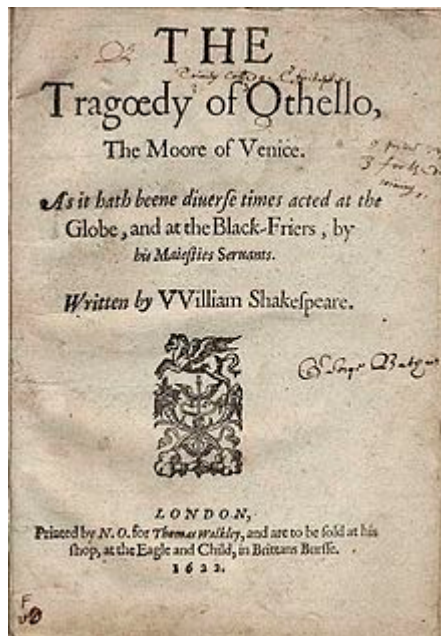 THE
Tragœdy of Othello,
The Moore of Venice.
As it hath beene diuerſe times acted at the
Globe, and at the Black-Friers, by
his Maieſties Seruants.
Written by VVilliam Shakeſpeare.
LONDON,
Printed by N. O. for Thomas Walkley, and are to be ſold at his
ſhop, at the Eagle and Child, in Brittans Burſſe.
1622.